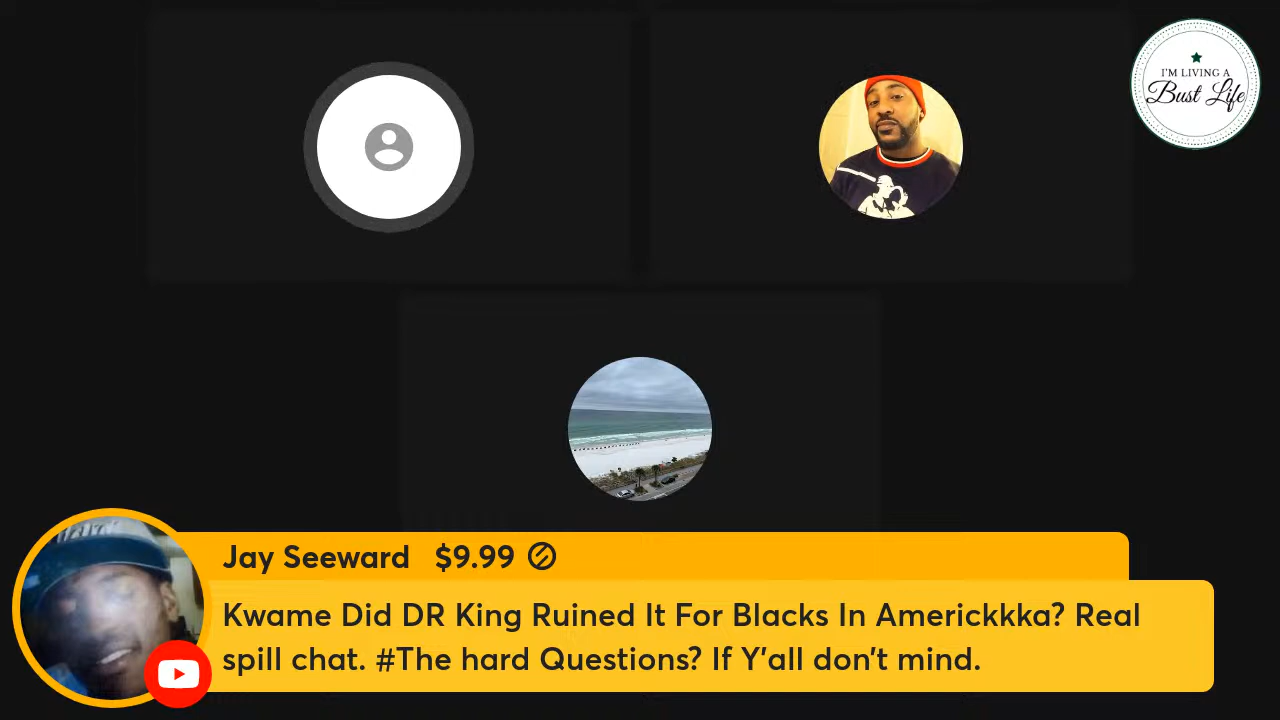 I'M LIVING A
Bust Life
Jay Seeward $9.99
Kwame Did DR King Ruined It For Blacks In Americkkka? Real
spill chat. #The hard Questions? If Y'all don't mind.